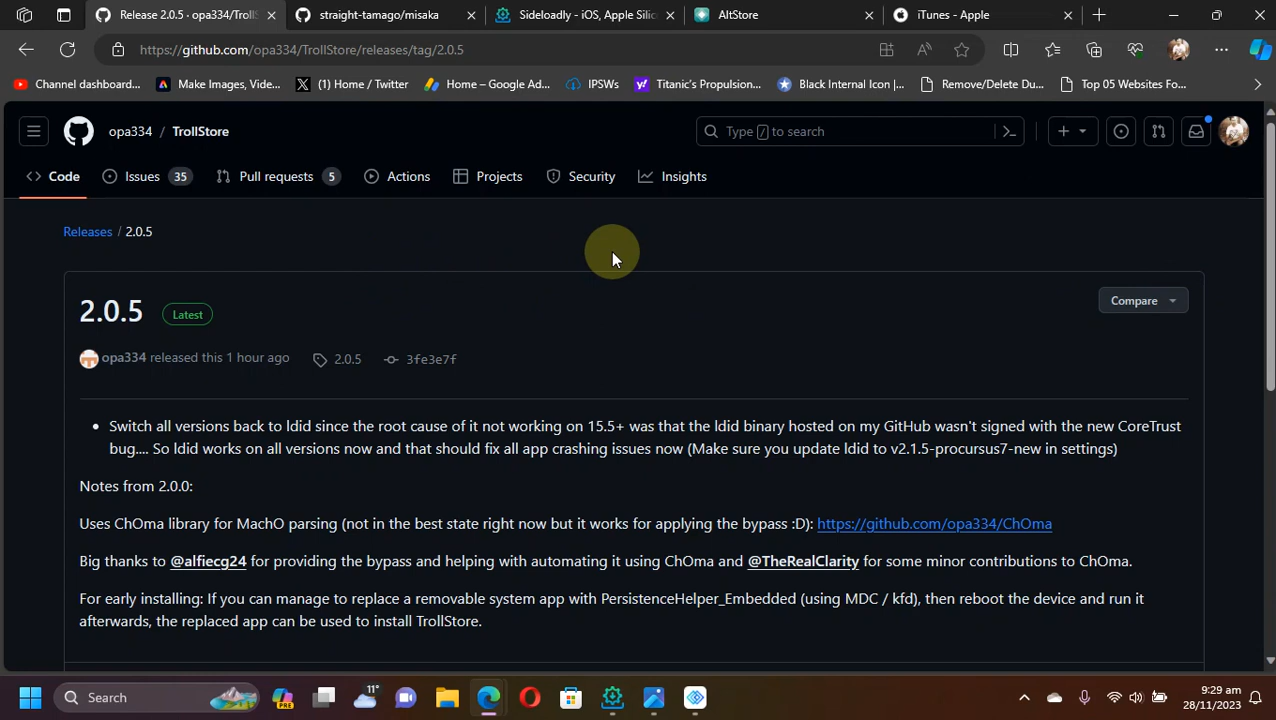 Release 2.0.5 · opa334/TrollS
straight-tamago/misaka
Sideloadly - iOS, Apple Silic
AltStore
iTunes - Apple
https://github.com/opa334/TrollStore/releases/tag/2.0.5
Channel dashboard...
Make Images, Vide...
(1) Home / Twitter
Home – Google Ad...
IPSWs
Titanic's Propulsion...
Black Internal Icon |...
Remove/Delete Du...
Top 05 Websites Fo...
opa334 / TrollStore
Type / to search
Code
Issues 35
Pull requests 5
Actions
Projects
Security
Insights
Releases / 2.0.5
2.0.5
Latest
Compare
opa334 released this 1 hour ago
2.0.5
3fe3e7f
• Switch all versions back to ldid since the root cause of it not working on 15.5+ was that the ldid binary hosted on my GitHub wasn't signed with the new CoreTrust
bug.... So ldid works on all versions now and that should fix all app crashing issues now (Make sure you update ldid to v2.1.5-procursus7-new in settings)
Notes from 2.0.0:
Uses ChOma library for MachO parsing (not in the best state right now but it works for applying the bypass :D): https://github.com/opa334/ChOma
Big thanks to @alfiecg24 for providing the bypass and helping with automating it using ChOma and @TheRealClarity for some minor contributions to ChOma.
For early installing: If you can manage to replace a removable system app with PersistenceHelper_Embedded (using MDC / kfd), then reboot the device and run it
afterwards, the replaced app can be used to install TrollStore.
Search
PRE
11°
9:29 am
28/11/2023